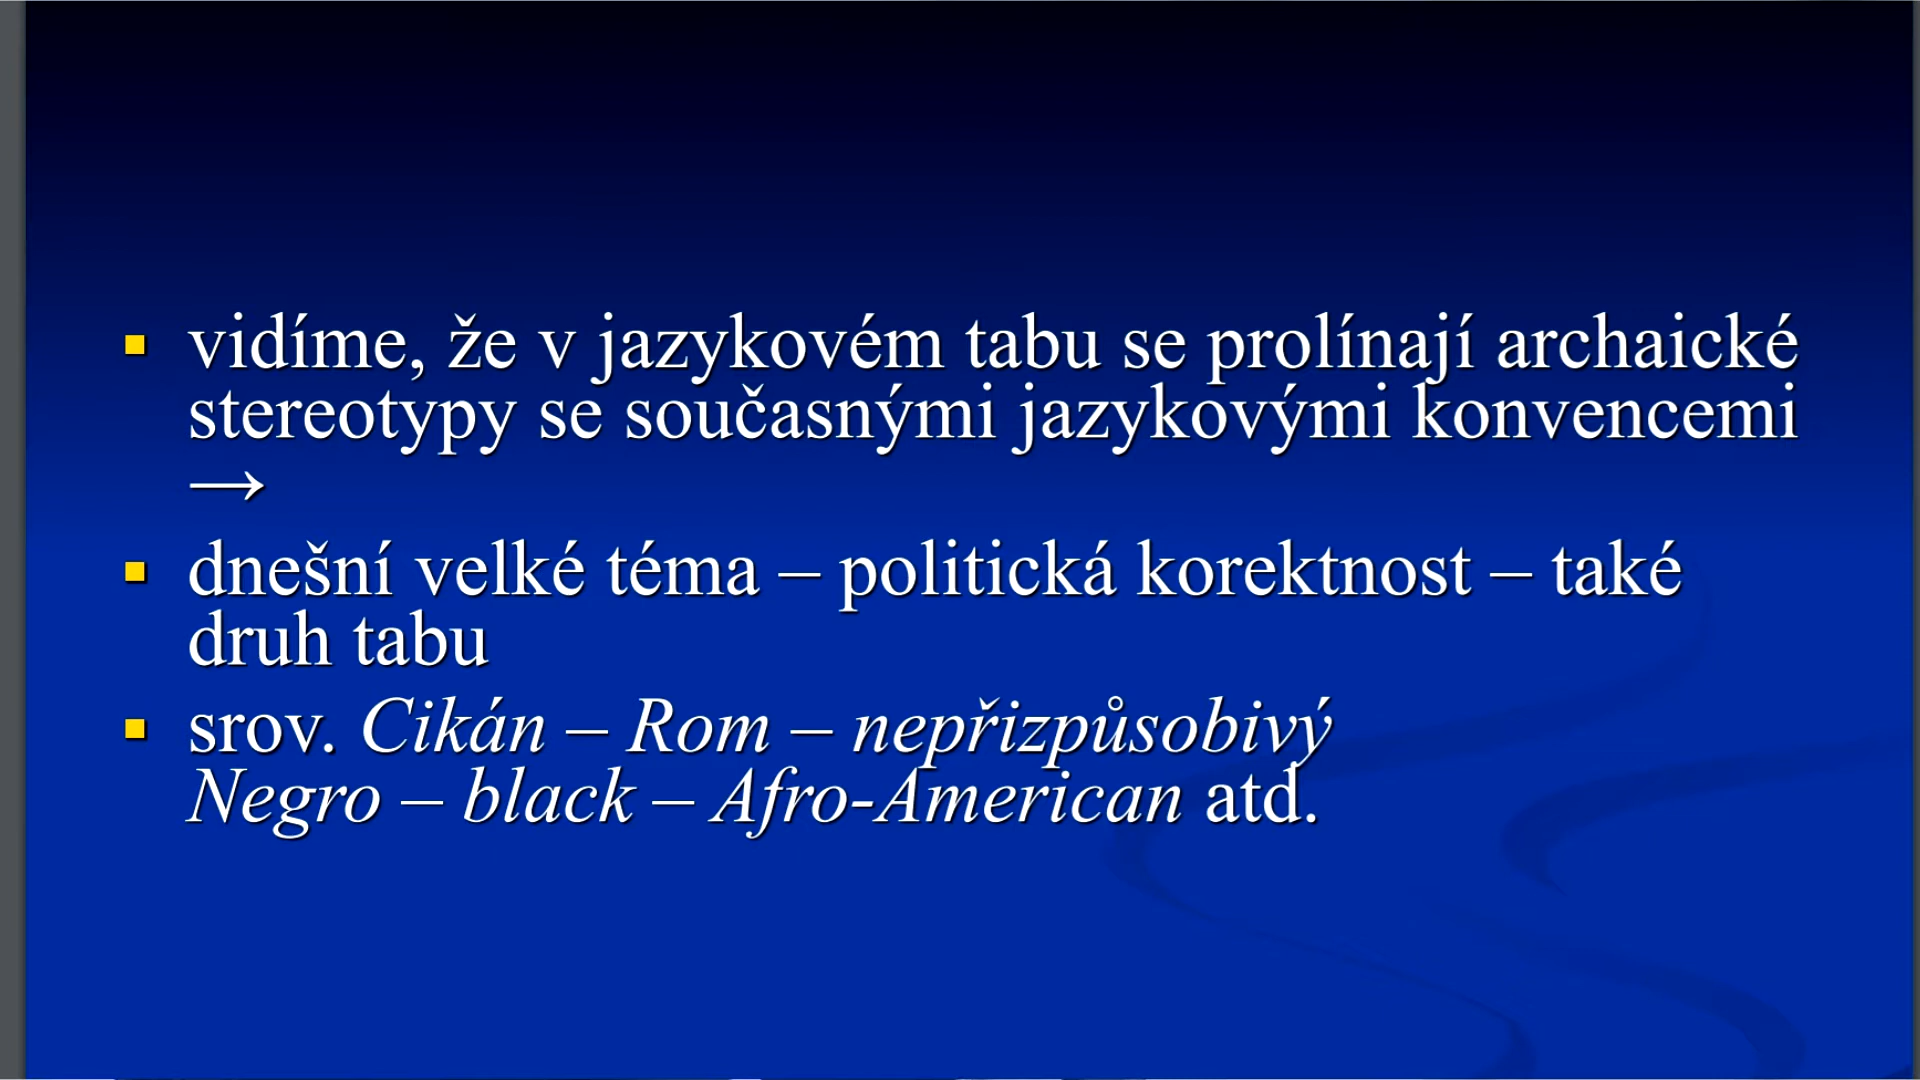 vidíme, že v jazykovém tabu se prolínají archaické
stereotypy se současnými jazykovými konvencemi
→
dnešní velké téma – politická korektnost – také
druh tabu
srov. Cikán – Rom – nepřizpůsobivý
Negro – black – Afro-American atd.